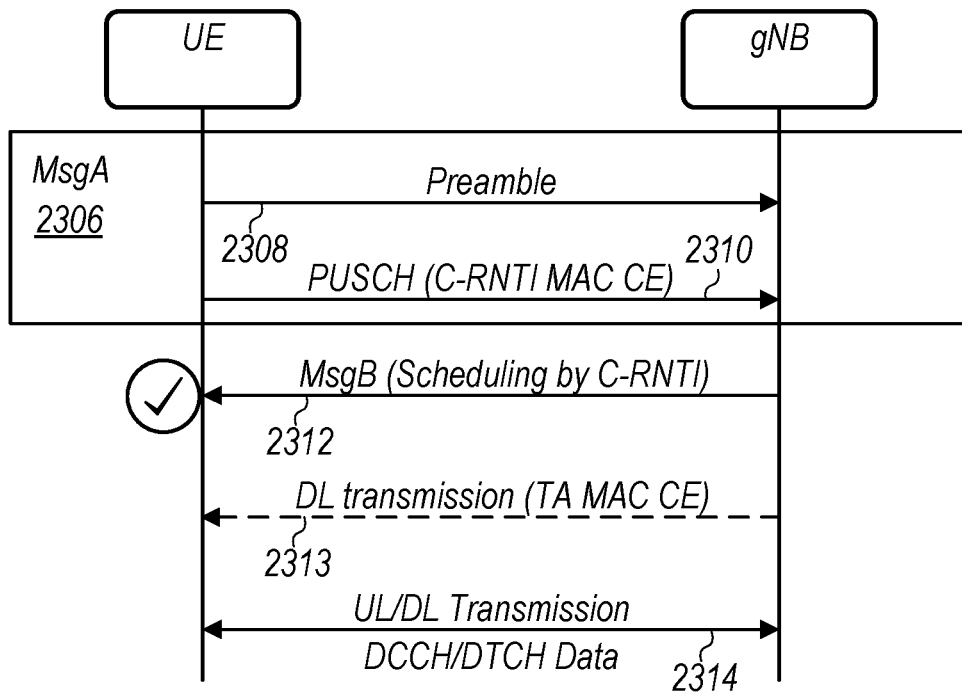 UE
gNB
MsgA
2306
Preamble
2308
2310
PUSCH (C-RNTI MAC CE)
MsgB (Scheduling by C-RNTI)
2312
DL transmission (TA MAC CE)
2313
UL/DL Transmission
DCCH/DTCH Data
2314